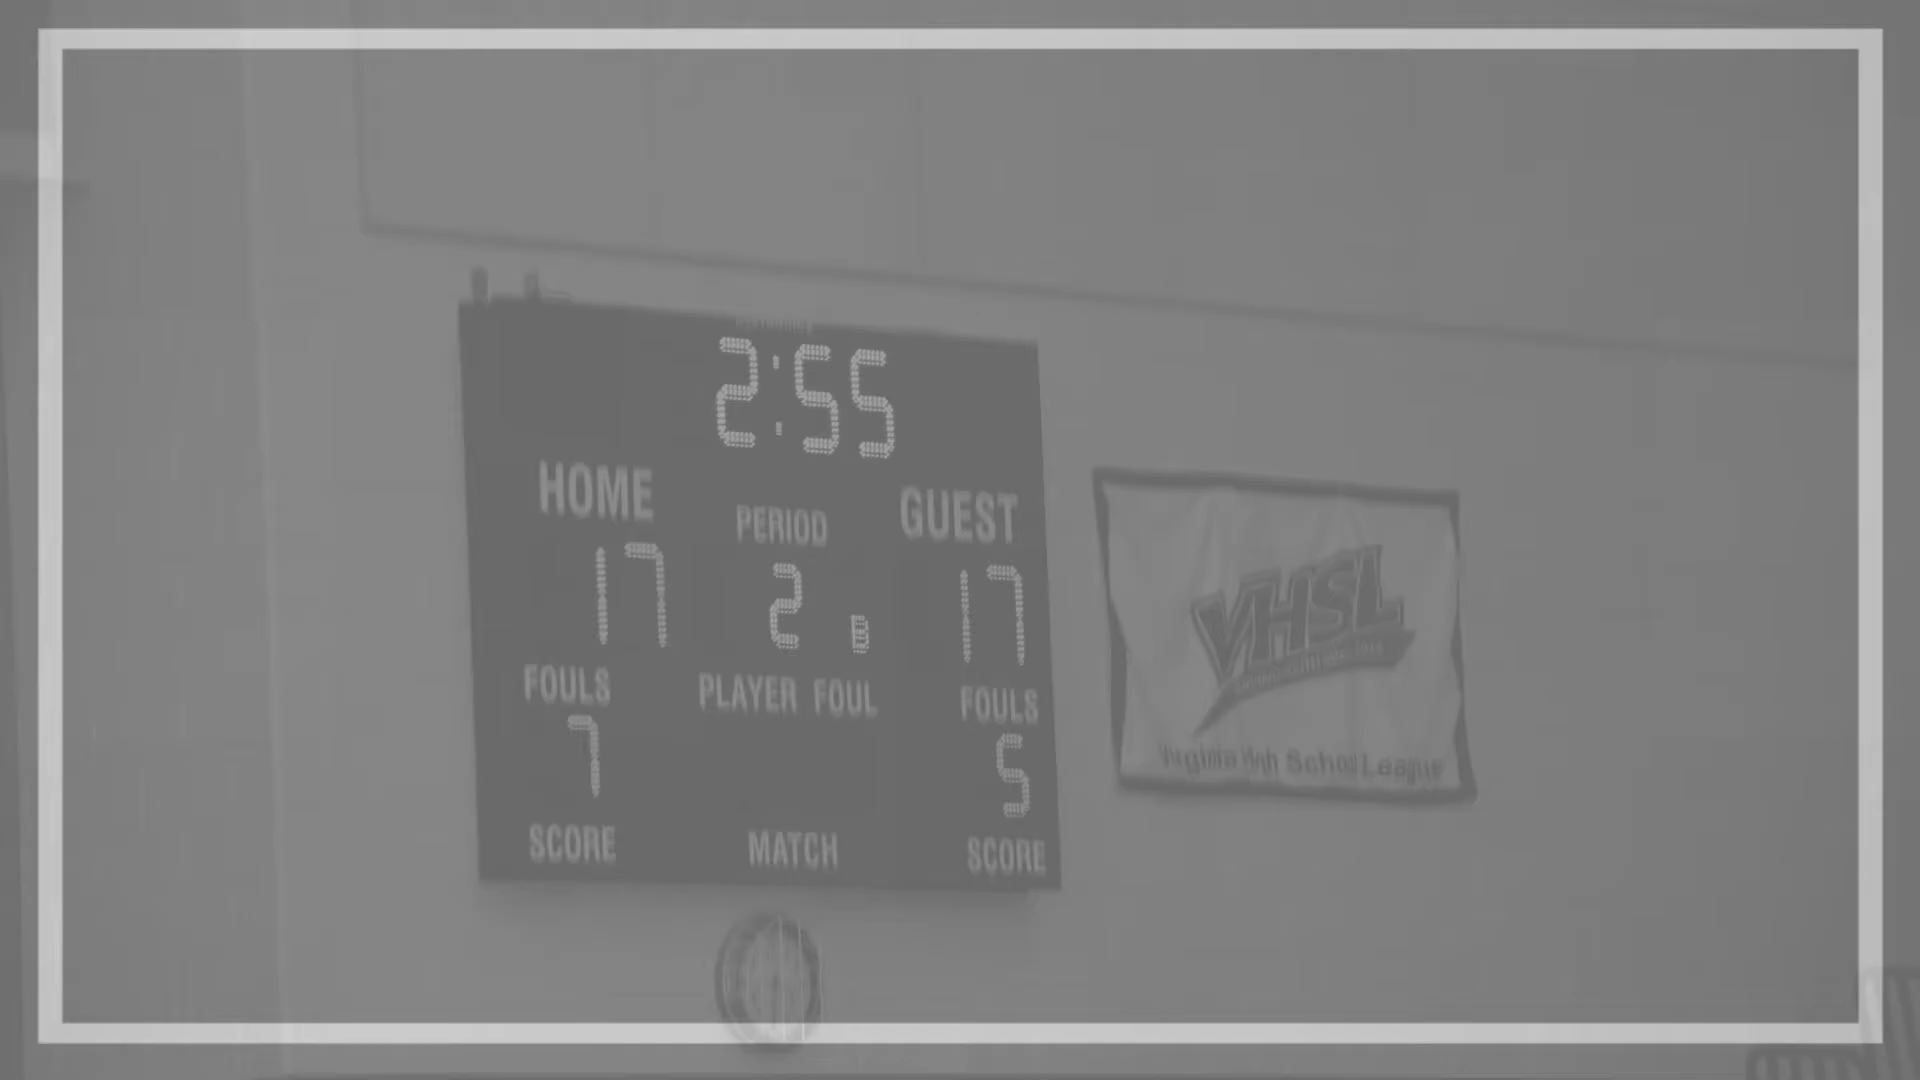 2:55
HOME
PERIOD
GUEST
17
2
B
17
FOULS
PLAYER FOUL
FOULS
7
5
SCORE
MATCH
SCORE
VHSL
Virginia High School League